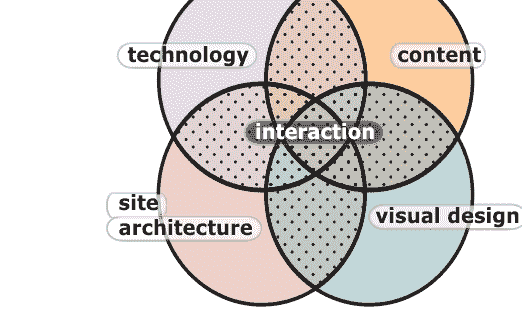 technology
content
interaction
site
architecture
visual design